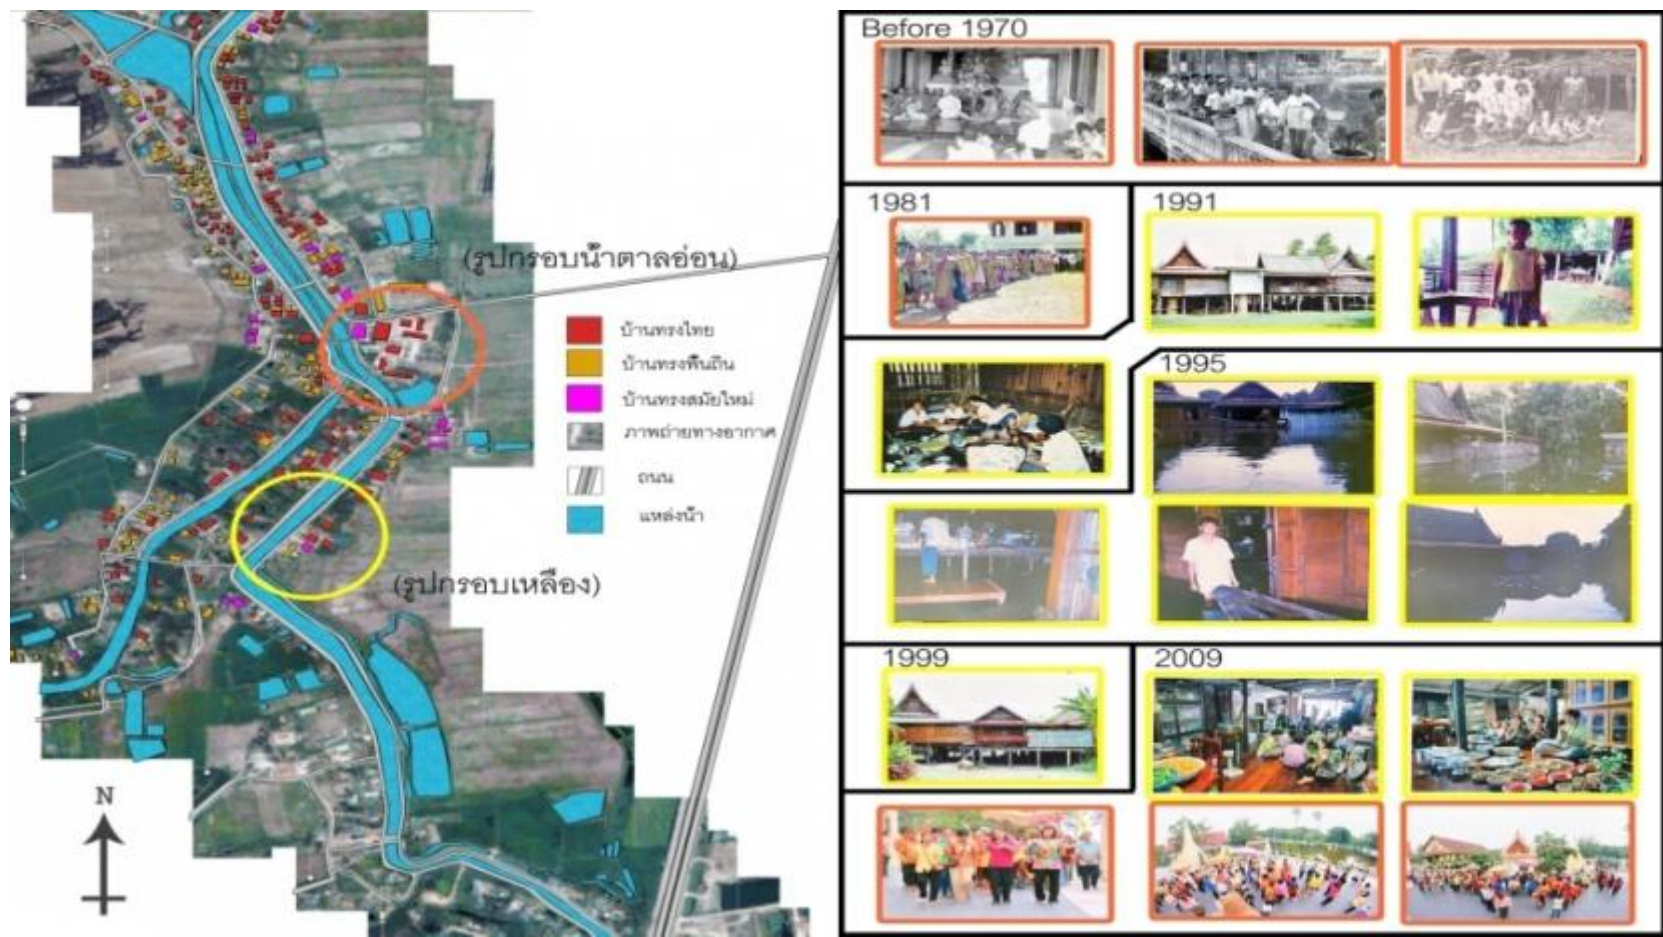 (รูปกรอบน้ำตาลอ่อน)
บ้านทรงไทย
บ้านทรงพื้นถิ่น
บ้านทรงสมัยใหม่
ภาพถ่ายทางอากาศ
ถนน
แหล่งน้ำ
(รูปกรอบเหลือง)
N
Before 1970
1981
1991
1995
1999
2009